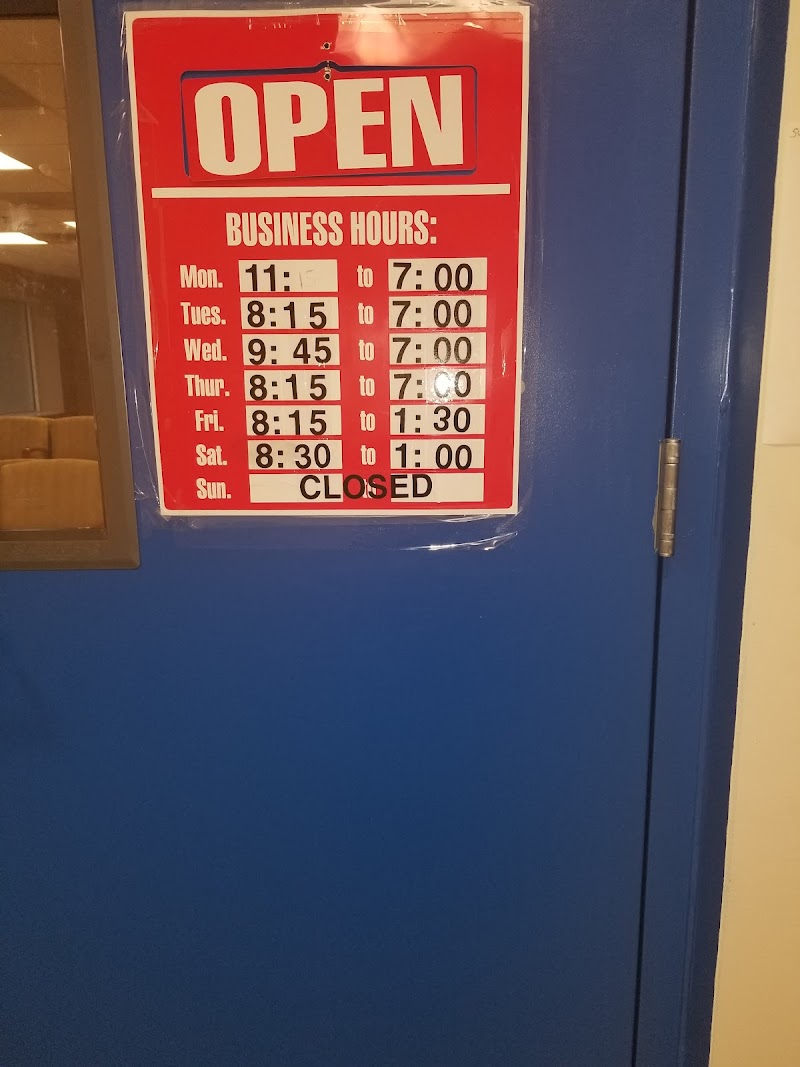 OPEN
BUSINESS HOURS:
Mon. 11: to 7:00
Tues. 8:15 to 7:00
Wed. 9:45 to 7:00
Thur. 8:15 to 7:00
Fri. 8:15 to 1:30
Sat. 8:30 to 1:00
Sun. CLOSED